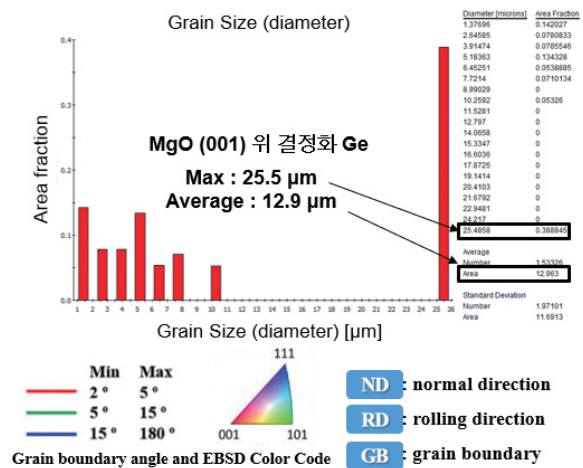 Grain Size (diameter)
Diameter [microns] Area Fraction
1.37696 0.142027
2.64585 0.0780833
3.91474 0.0785546
5.18363 0.134328
6.45251 0.0538885
7.7214 0.0710134
8.99029 0
10.2592 0.05326
11.5281 0
12.797 0
14.0658 0
15.3347 0
16.6036 0
17.8725 0
19.1414 0
20.4103 0
21.6792 0
22.9481 0
24.217 0
25.4858 0.388845
Average
Number 1.53326
Area 12.963
Standard Deviation
Number 1.97101
Area 11.6913
Area fraction
0.4
0.3
0.2
0.1
0.0
MgO (001) 위 결정화 Ge
Max : 25.5 μm
Average : 12.9 μm
1 2 3 4 5 6 7 8 9 10 11 12 13 14 15 16 17 18 19 20 21 22 23 24 25 26
Grain Size (diameter) [μm]
Min Max
2 ° 5 °
5 ° 15 °
15 ° 180 °
111
001 101
Grain boundary angle and EBSD Color Code
ND : normal direction
RD : rolling direction
GB : grain boundary